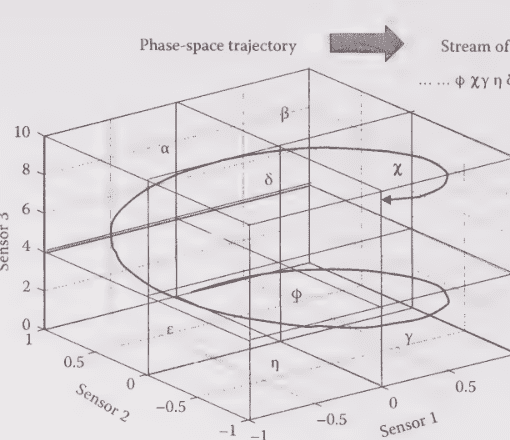 Phase-space trajectory
Stream of
... ... ϕ χγ η δ
β
α
χ
δ
ϕ
ε
γ
η
10
8
6
4
2
0
Sensor 3
1
0.5
0
−0.5
−1
Sensor 2
−1
−0.5
0
0.5
Sensor 1